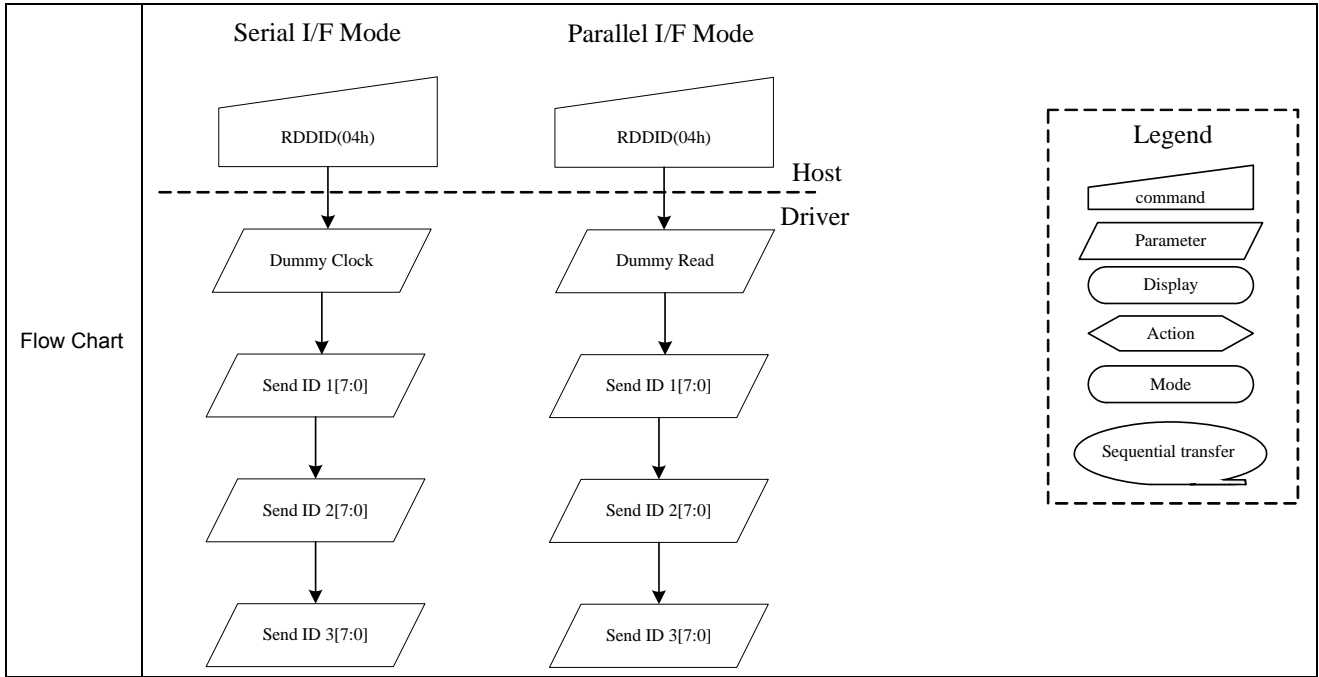 Flow Chart
Serial I/F Mode
RDDID(04h)
Dummy Clock
Send ID 1[7:0]
Send ID 2[7:0]
Send ID 3[7:0]
Parallel I/F Mode
RDDID(04h)
Host
Driver
Dummy Read
Send ID 1[7:0]
Send ID 2[7:0]
Send ID 3[7:0]
Legend
command
Parameter
Display
Action
Mode
Sequential transfer